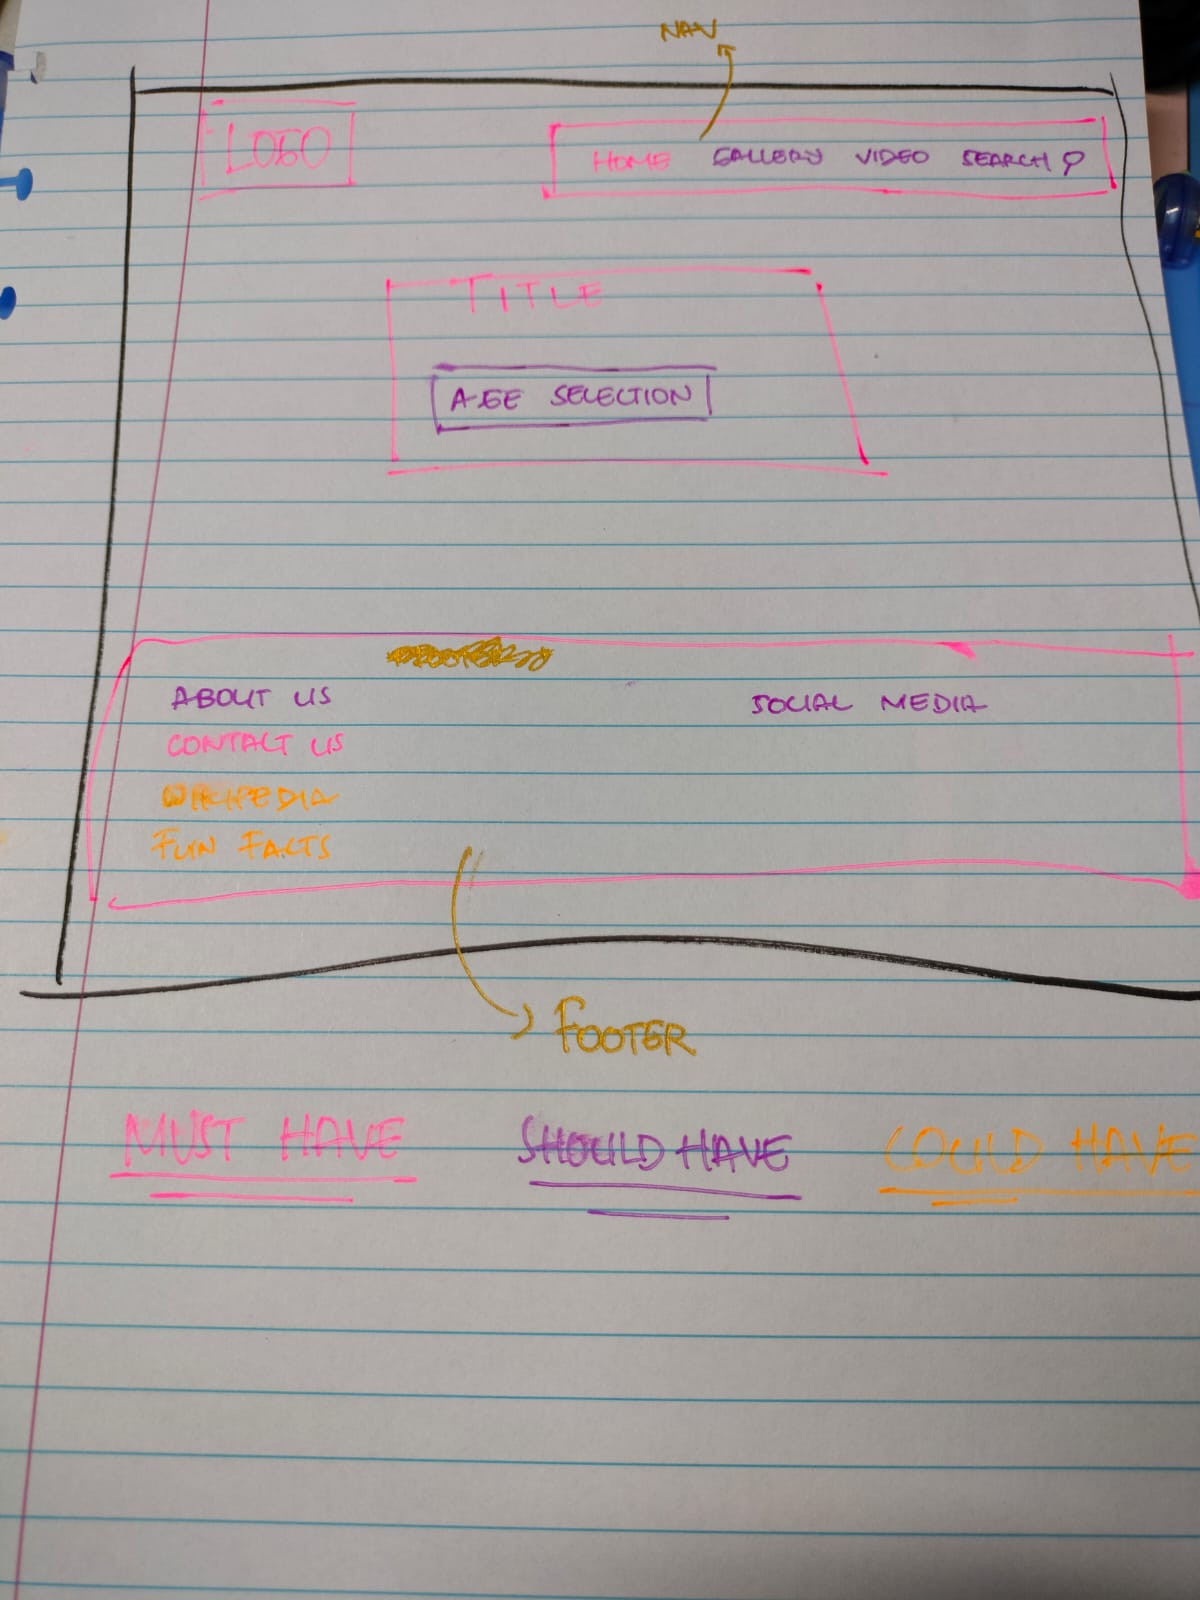 NAV
LOGO
HOME GALLERY VIDEO SEARCH
TITLE
AGE SELECTION
ABOUT US SOCIAL MEDIA
CONTACT US
WIKIPEDIA
FUN FACTS
FOOTER
MUST HAVE SHOULD HAVE COULD HAVE